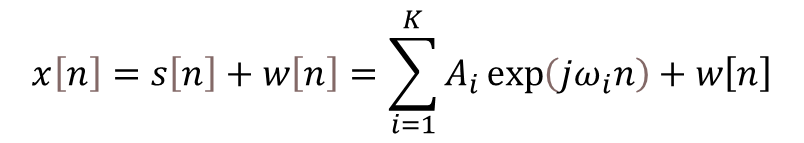 x[n] = s[n] + w[n] = ∑_{i=1}^{K} A_i exp(jω_i n) + w[n]